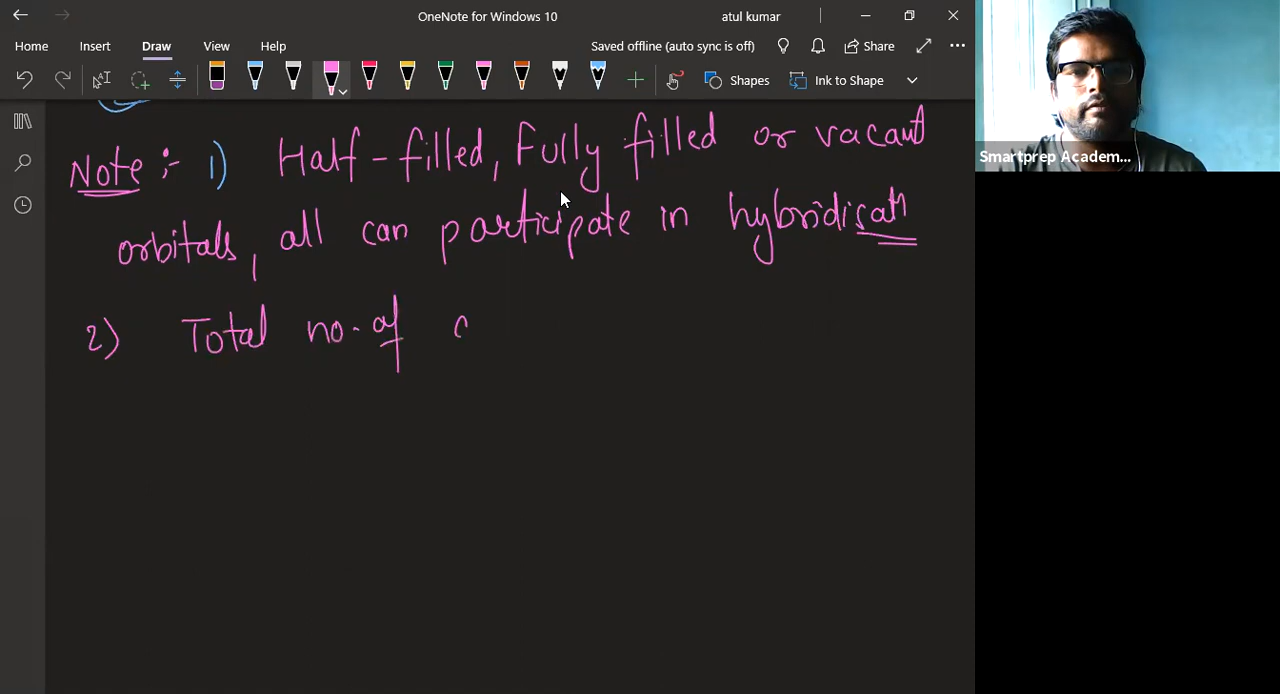 OneNote for Windows 10
atul kumar
Home Insert Draw View Help
Saved offline (auto sync is off)
Share
Shapes
Ink to Shape
Smartprep Academ...
Note :- 1) Half-filled, Fully filled or vacant
orbitals, all can participate in hybridisatn
2) Total no. of